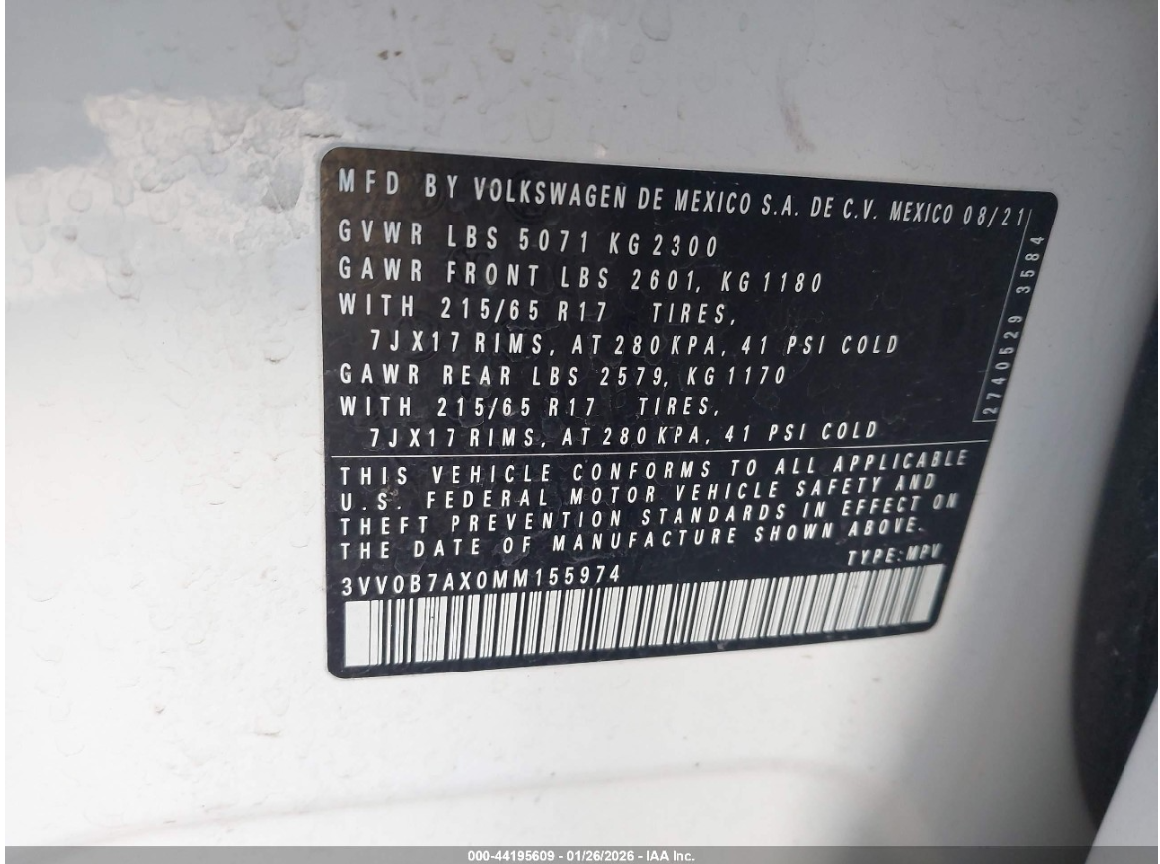 MFD BY VOLKSWAGEN DE MEXICO S.A. DE C.V. MEXICO 08/21
GVWR LBS 5071 KG 2300
GAWR FRONT LBS 2601, KG 1180
WITH 215/65 R17 TIRES,
7JX17 RIMS, AT 280 KPA, 41 PSI COLD
GAWR REAR LBS 2579, KG 1170
WITH 215/65 R17 TIRES,
7JX17 RIMS, AT 280 KPA, 41 PSI COLD
2740529 3584
THIS VEHICLE CONFORMS TO ALL APPLICABLE
U.S. FEDERAL MOTOR VEHICLE SAFETY AND
THEFT PREVENTION STANDARDS IN EFFECT ON
THE DATE OF MANUFACTURE SHOWN ABOVE.
TYPE:MPV
3VV0B7AX0MM155974
000-44195609 - 01/26/2026 - IAA Inc.